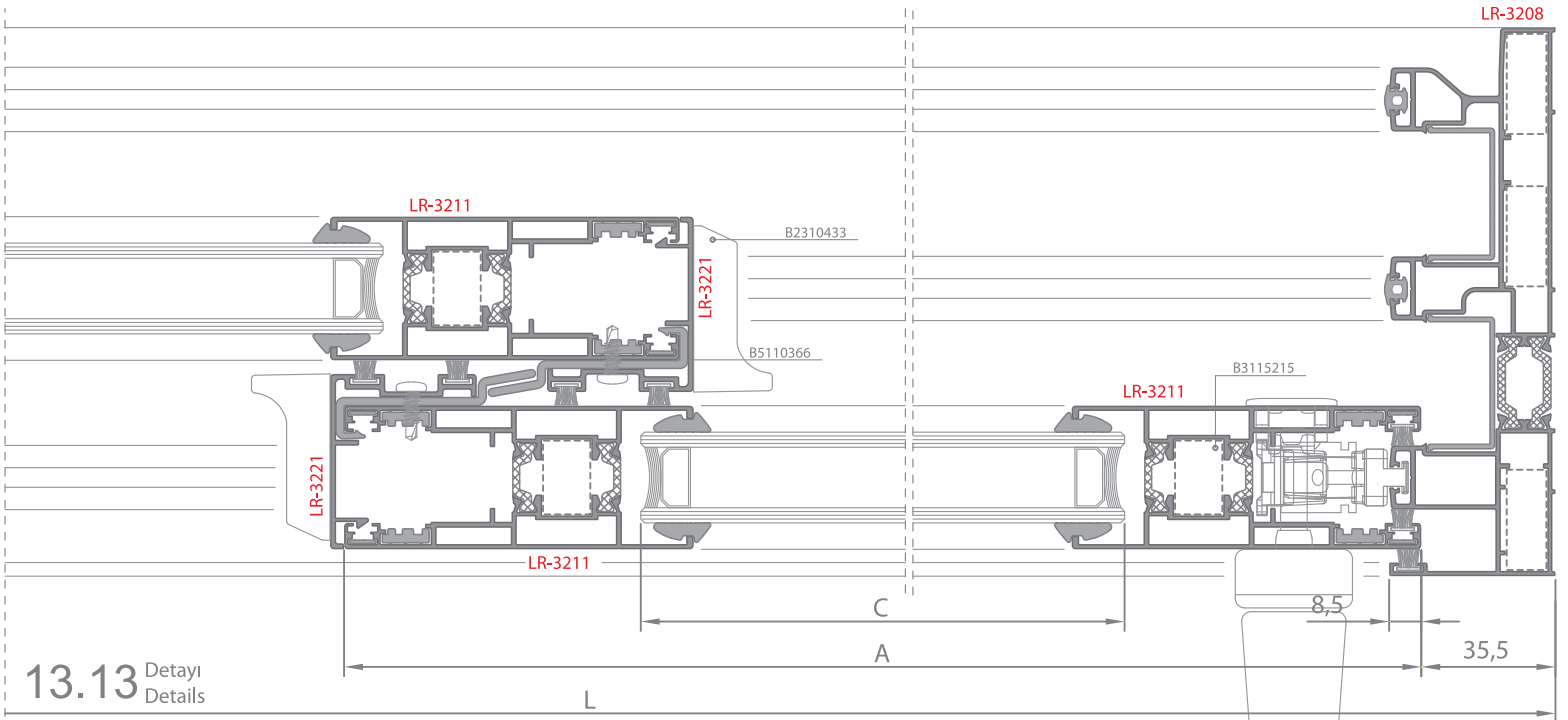 LR-3208
LR-3211
B2310433
LR-3221
B5110366
B3115215
LR-3211
LR-3221
LR-3211
C
8,5
A
35,5
13.13 Detayı
Details
L